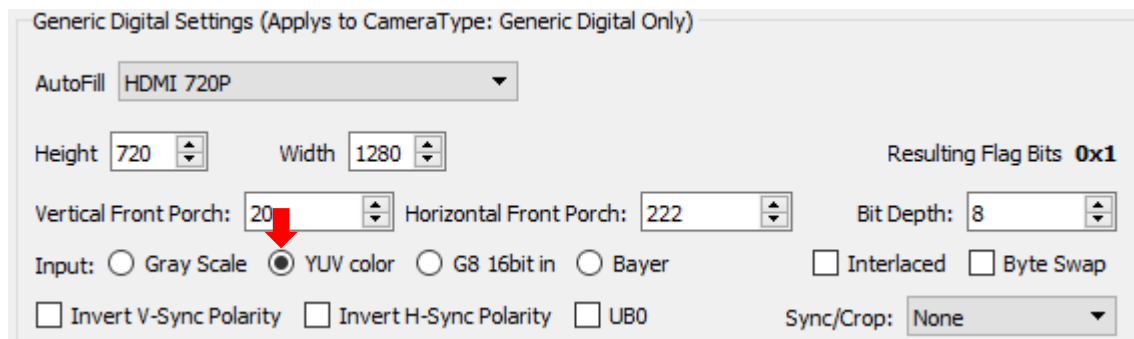 Generic Digital Settings (Applys to CameraType: Generic Digital Only)
AutoFill HDMI 720P
Height 720 Width 1280 Resulting Flag Bits 0x1
Vertical Front Porch: 20 Horizontal Front Porch: 222 Bit Depth: 8
Input: Gray Scale YUV color G8 16bit in Bayer Interlaced Byte Swap
Invert V-Sync Polarity Invert H-Sync Polarity UB0 Sync/Crop: None